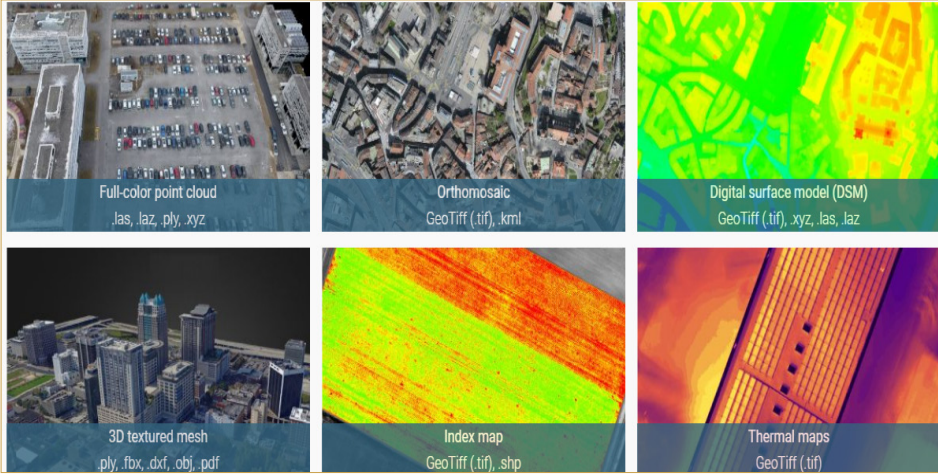 Full-color point cloud
.las, .laz, .ply, .xyz
Orthomosaic
GeoTiff (.tif), .kml
Digital surface model (DSM)
GeoTiff (.tif), .xyz, .las, .laz
3D textured mesh
.ply, .fbx, .dxf, .obj, .pdf
Index map
GeoTiff (.tif), .shp
Thermal maps
GeoTiff (.tif)